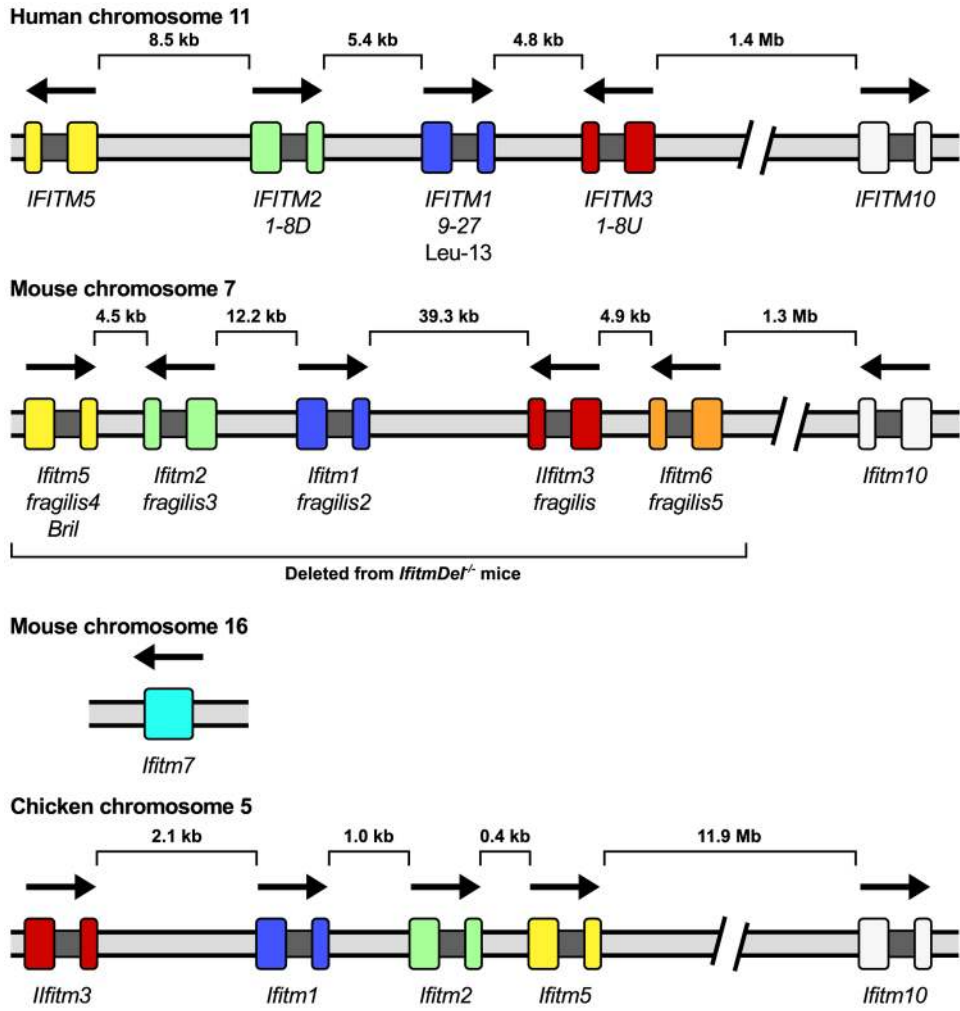 Human chromosome 11
8.5 kb 5.4 kb 4.8 kb 1.4 Mb
IFITM5 IFITM2 IFITM1 IFITM3 IFITM10
1-8D 9-27 1-8U
Leu-13
Mouse chromosome 7
4.5 kb 12.2 kb 39.3 kb 4.9 kb 1.3 Mb
Ifitm5 Ifitm2 Ifitm1 IIfitm3 Ifitm6 Ifitm10
fragilis4 fragilis3 fragilis2 fragilis fragilis5
Bril
Deleted from IfitmDel-/- mice
Mouse chromosome 16
Ifitm7
Chicken chromosome 5
2.1 kb 1.0 kb 0.4 kb 11.9 Mb
IIfitm3 Ifitm1 Ifitm2 Ifitm5 Ifitm10